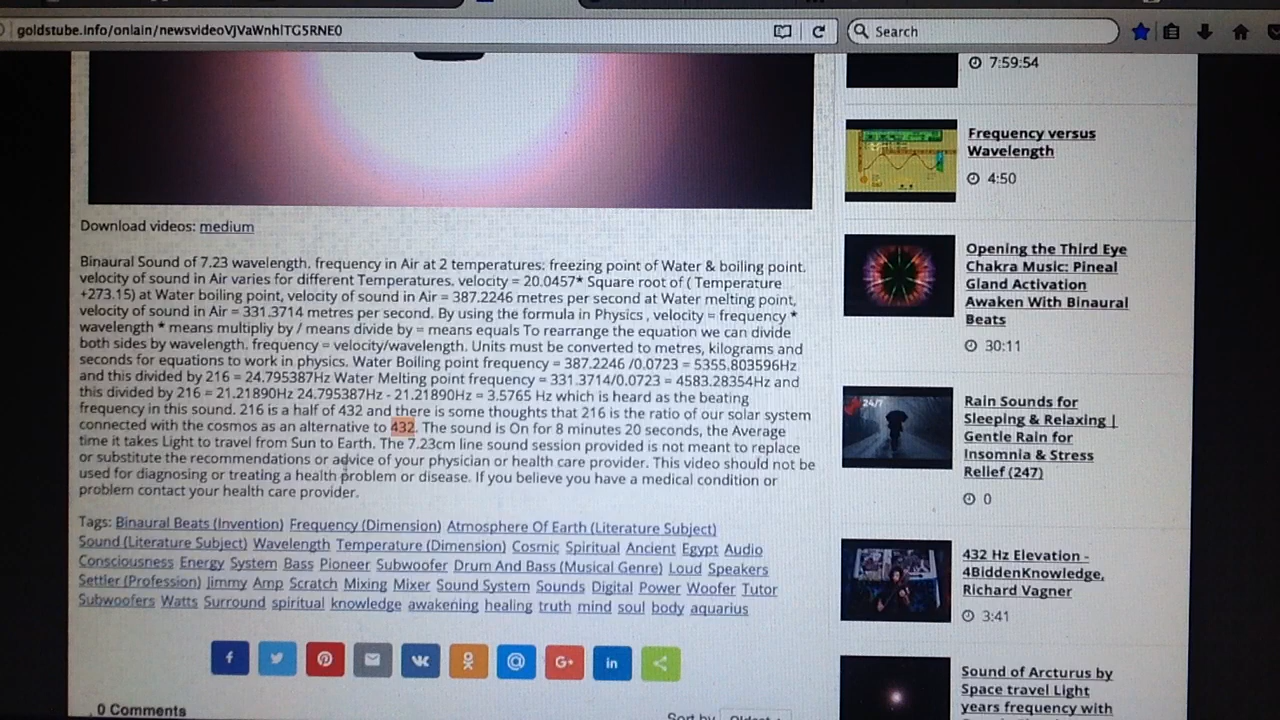 goldstube.info/onlain/newsvideoVjVaWnhlTG5RNE0
Search
Download videos: medium
Binaural Sound of 7.23 wavelength, frequency in Air at 2 temperatures: freezing point of Water & boiling point.
velocity of sound in Air varies for different Temperatures. velocity = 20.0457* Square root of ( Temperature
+273.15) at Water boiling point, velocity of sound in Air = 387.2246 metres per second at Water melting point,
velocity of sound in Air = 331.3714 metres per second. By using the formula in Physics , velocity = frequency *
wavelength * means multipliy by / means divide by = means equals To rearrange the equation we can divide
both sides by wavelength. frequency = velocity/wavelength. Units must be converted to metres, kilograms and
seconds for equations to work in physics. Water Boiling point frequency = 387.2246 /0.0723 = 5355.803596Hz
and this divided by 216 = 24.795387Hz Water Melting point frequency = 331.3714/0.0723 = 4583.28354Hz and
this divided by 216 = 21.21890Hz 24.795387Hz - 21.21890Hz = 3.5765 Hz which is heard as the beating
frequency in this sound. 216 is a half of 432 and there is some thoughts that 216 is the ratio of our solar system
connected with the cosmos as an alternative to 432. The sound is On for 8 minutes 20 seconds, the Average
time it takes Light to travel from Sun to Earth. The 7.23cm line sound session provided is not meant to replace
or substitute the recommendations or advice of your physician or health care provider. This video should not be
used for diagnosing or treating a health problem or disease. If you believe you have a medical condition or
problem contact your health care provider.
Tags: Binaural Beats (Invention) Frequency (Dimension) Atmosphere Of Earth (Literature Subject)
Sound (Literature Subject) Wavelength Temperature (Dimension) Cosmic Spiritual Ancient Egypt Audio
Consciousness Energy System Bass Pioneer Subwoofer Drum And Bass (Musical Genre) Loud Speakers
Settler (Profession) Jimmy Amp Scratch Mixing Mixer Sound System Sounds Digital Power Woofer Tutor
Subwoofers Watts Surround spiritual knowledge awakening healing truth mind soul body aquarius
0 Comments
Sort by Oldest
7:59:54
Frequency versus
Wavelength
4:50
Opening the Third Eye
Chakra Music: Pineal
Gland Activation
Awaken With Binaural
Beats
30:11
24/7
Rain Sounds for
Sleeping & Relaxing |
Gentle Rain for
Insomnia & Stress
Relief (247)
0
432 Hz Elevation -
4BiddenKnowledge,
Richard Vagner
3:41
Sound of Arcturus by
Space travel Light
years frequency with